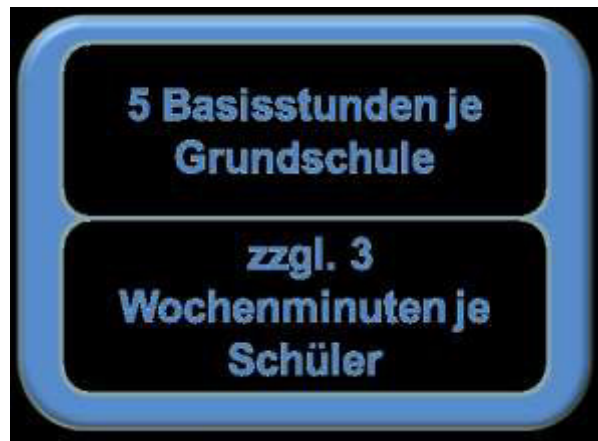 5 Basisstunden je
Grundschule
zzgl. 3
Wochenminuten je
Schüler